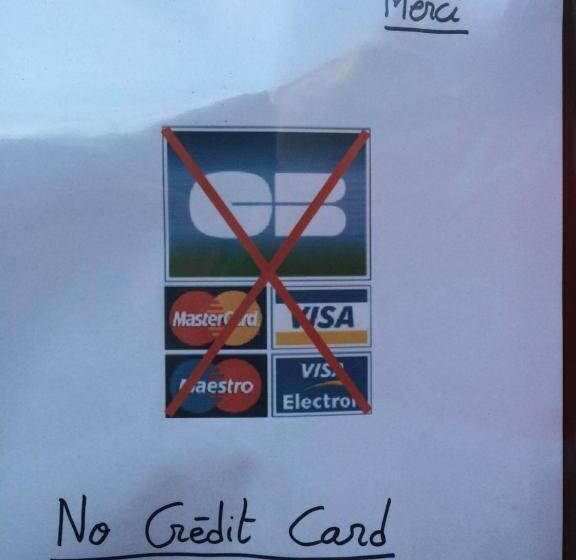 Merci
CB
MasterCard VISA
Maestro VISA
Electron
No Crédit Card